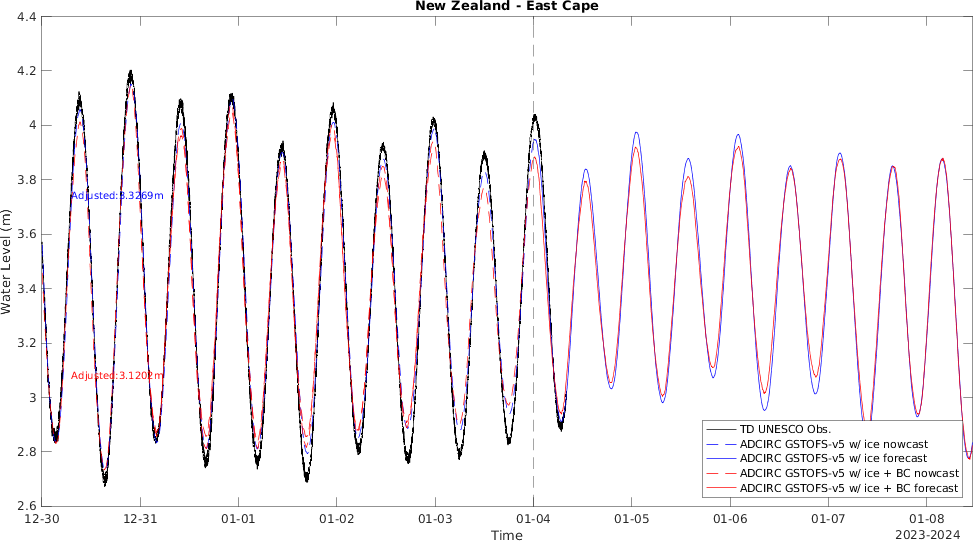 New Zealand - East Cape
4.4
4.2
4
3.8
3.6
3.4
3.2
3
2.8
2.6
Water Level (m)
Adjusted:3.3269m
Adjusted:3.1202m
TD UNESCO Obs.
ADCIRC GSTOFS-v5 w/ ice nowcast
ADCIRC GSTOFS-v5 w/ ice forecast
ADCIRC GSTOFS-v5 w/ ice + BC nowcast
ADCIRC GSTOFS-v5 w/ ice + BC forecast
12-30 12-31 01-01 01-02 01-03 01-04 01-05 01-06 01-07 01-08
Time
2023-2024